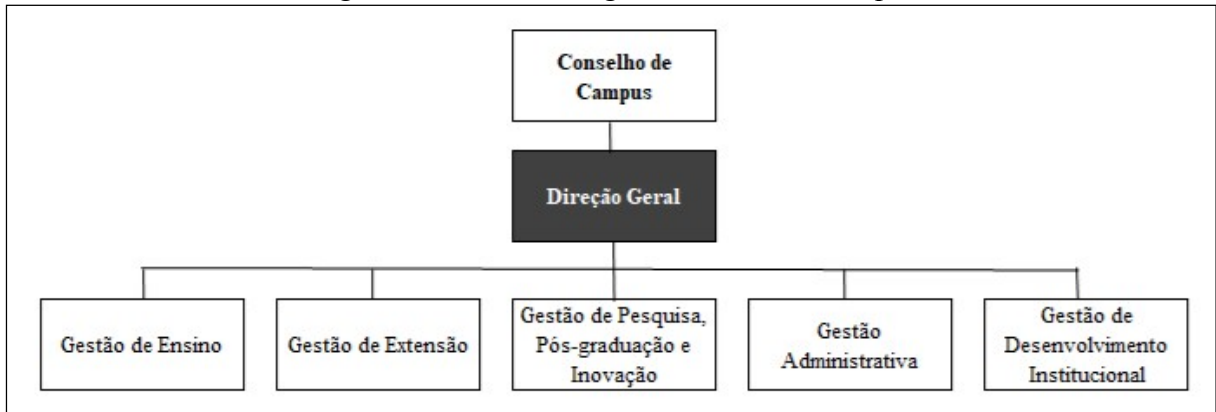 Conselho de
Campus
Direção Geral
Gestão de Ensino
Gestão de Extensão
Gestão de Pesquisa,
Pós-graduação e
Inovação
Gestão
Administrativa
Gestão de
Desenvolvimento
Institucional